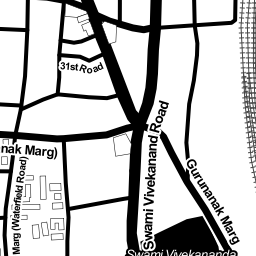 31st Road
nak Marg)
Marg (Waterfield Road)
Swami Vivekanand Road
Gurunanak Marg
Swami Vivekananda